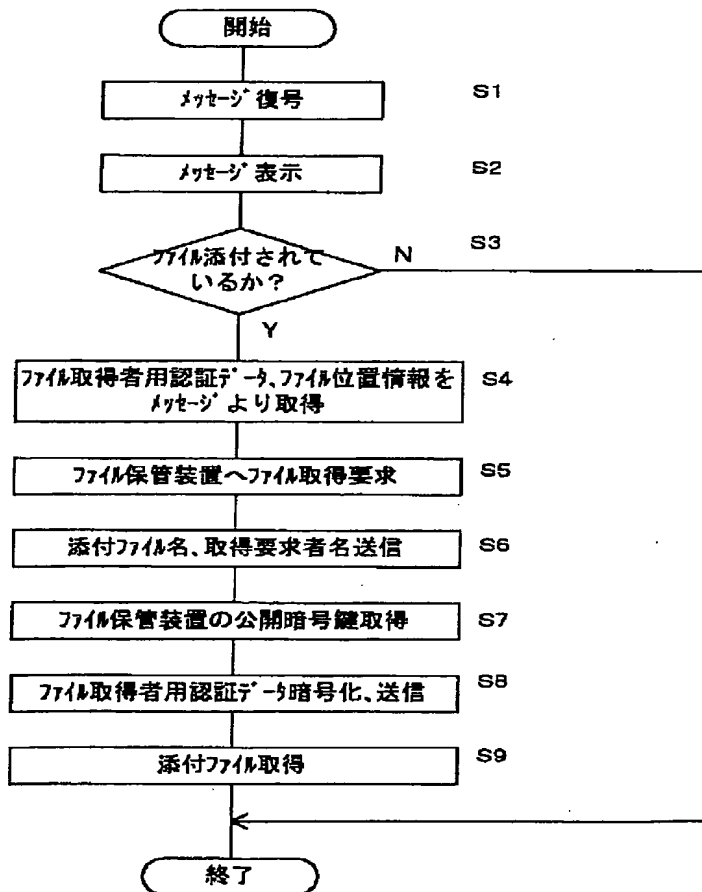 開始
ﾒｯｾｰｼﾞ復号
S1
ﾒｯｾｰｼﾞ表示
S2
ﾌｧｲﾙ添付されて
いるか？
N
S3
Y
ﾌｧｲﾙ取得者用認証ﾃﾞｰﾀ､ﾌｧｲﾙ位置情報を
ﾒｯｾｰｼﾞより取得
S4
ﾌｧｲﾙ保管装置へﾌｧｲﾙ取得要求
S5
添付ﾌｧｲﾙ名、取得要求者名送信
S6
ﾌｧｲﾙ保管装置の公開暗号鍵取得
S7
ﾌｧｲﾙ取得者用認証ﾃﾞｰﾀ暗号化、送信
S8
添付ﾌｧｲﾙ取得
S9
終了